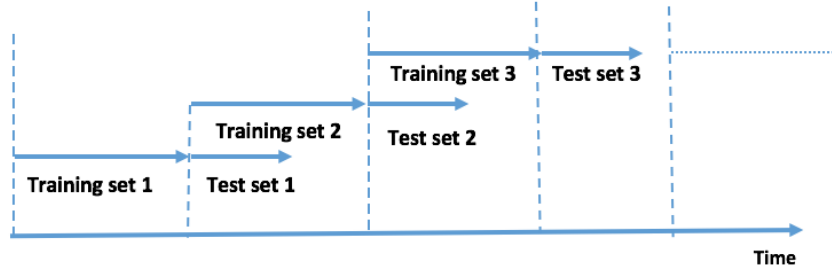 Training set 3
Test set 3
Training set 2
Test set 2
Training set 1
Test set 1
Time